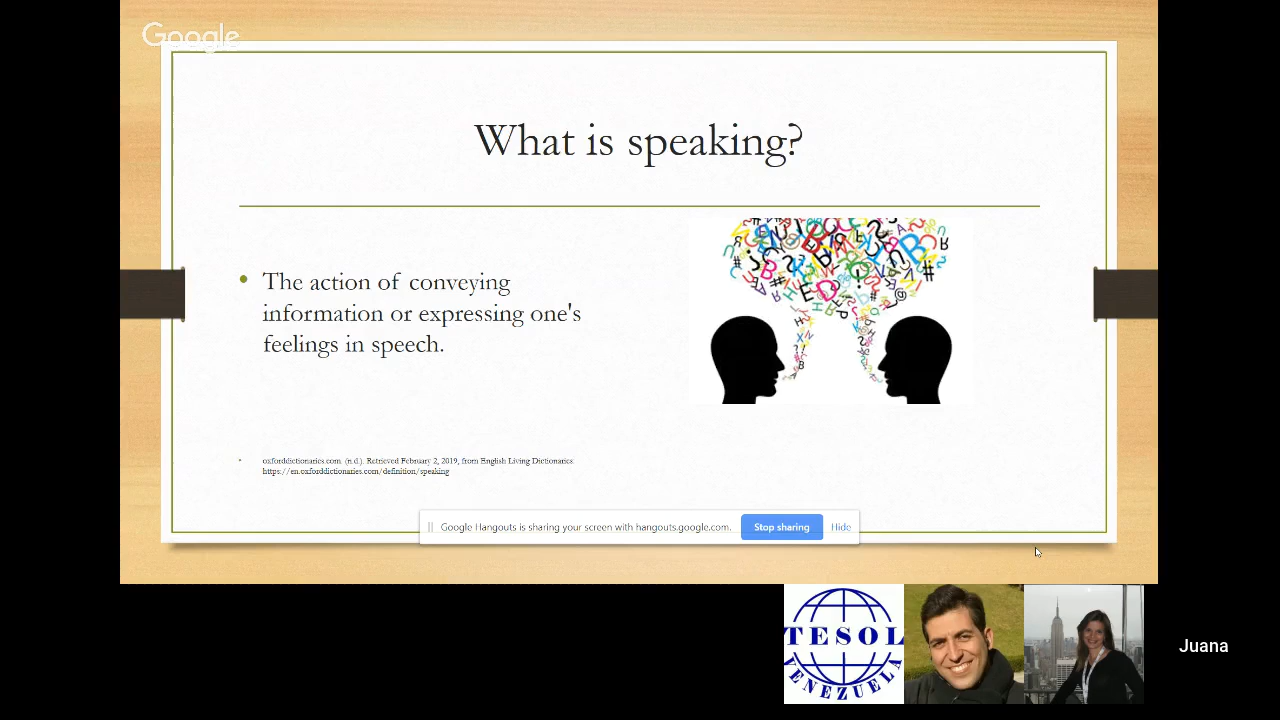 Google
What is speaking?
• The action of conveying
information or expressing one's
feelings in speech.
oxforddictionaries.com. (n.d.). Retrieved February 2, 2019, from English Living Dictionaries:
https://en.oxforddictionaries.com/definition/speaking
Google Hangouts is sharing your screen with hangouts.google.com.
Stop sharing
Hide
TESOL
VENEZUELA
Juana